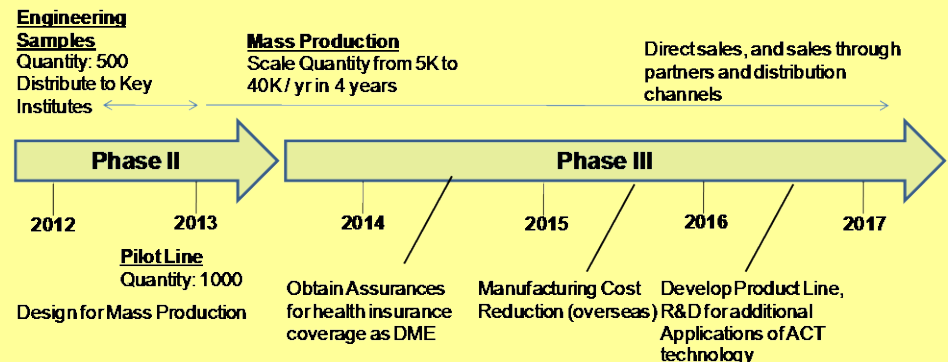 Engineering
Samples
Quantity: 500
Distribute to Key
Institutes
Mass Production
Scale Quantity from 5K to
40K / yr in 4 years
Direct sales, and sales through
partners and distribution
channels
Phase II
Phase III
2012
2013
2014
2015
2016
2017
Pilot Line
Quantity: 1000
Design for Mass Production
Obtain Assurances
for health insurance
coverage as DME
Manufacturing Cost
Reduction (overseas)
Develop Product Line,
R&D for additional
Applications of ACT
technology